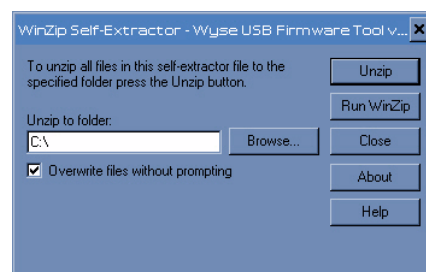 WinZip Self-Extractor - Wyse USB Firmware Tool v...
To unzip all files in this self-extractor file to the
specified folder press the Unzip button.
Unzip to folder:
C:\
Browse...
Overwrite files without prompting
Unzip
Run WinZip
Close
About
Help